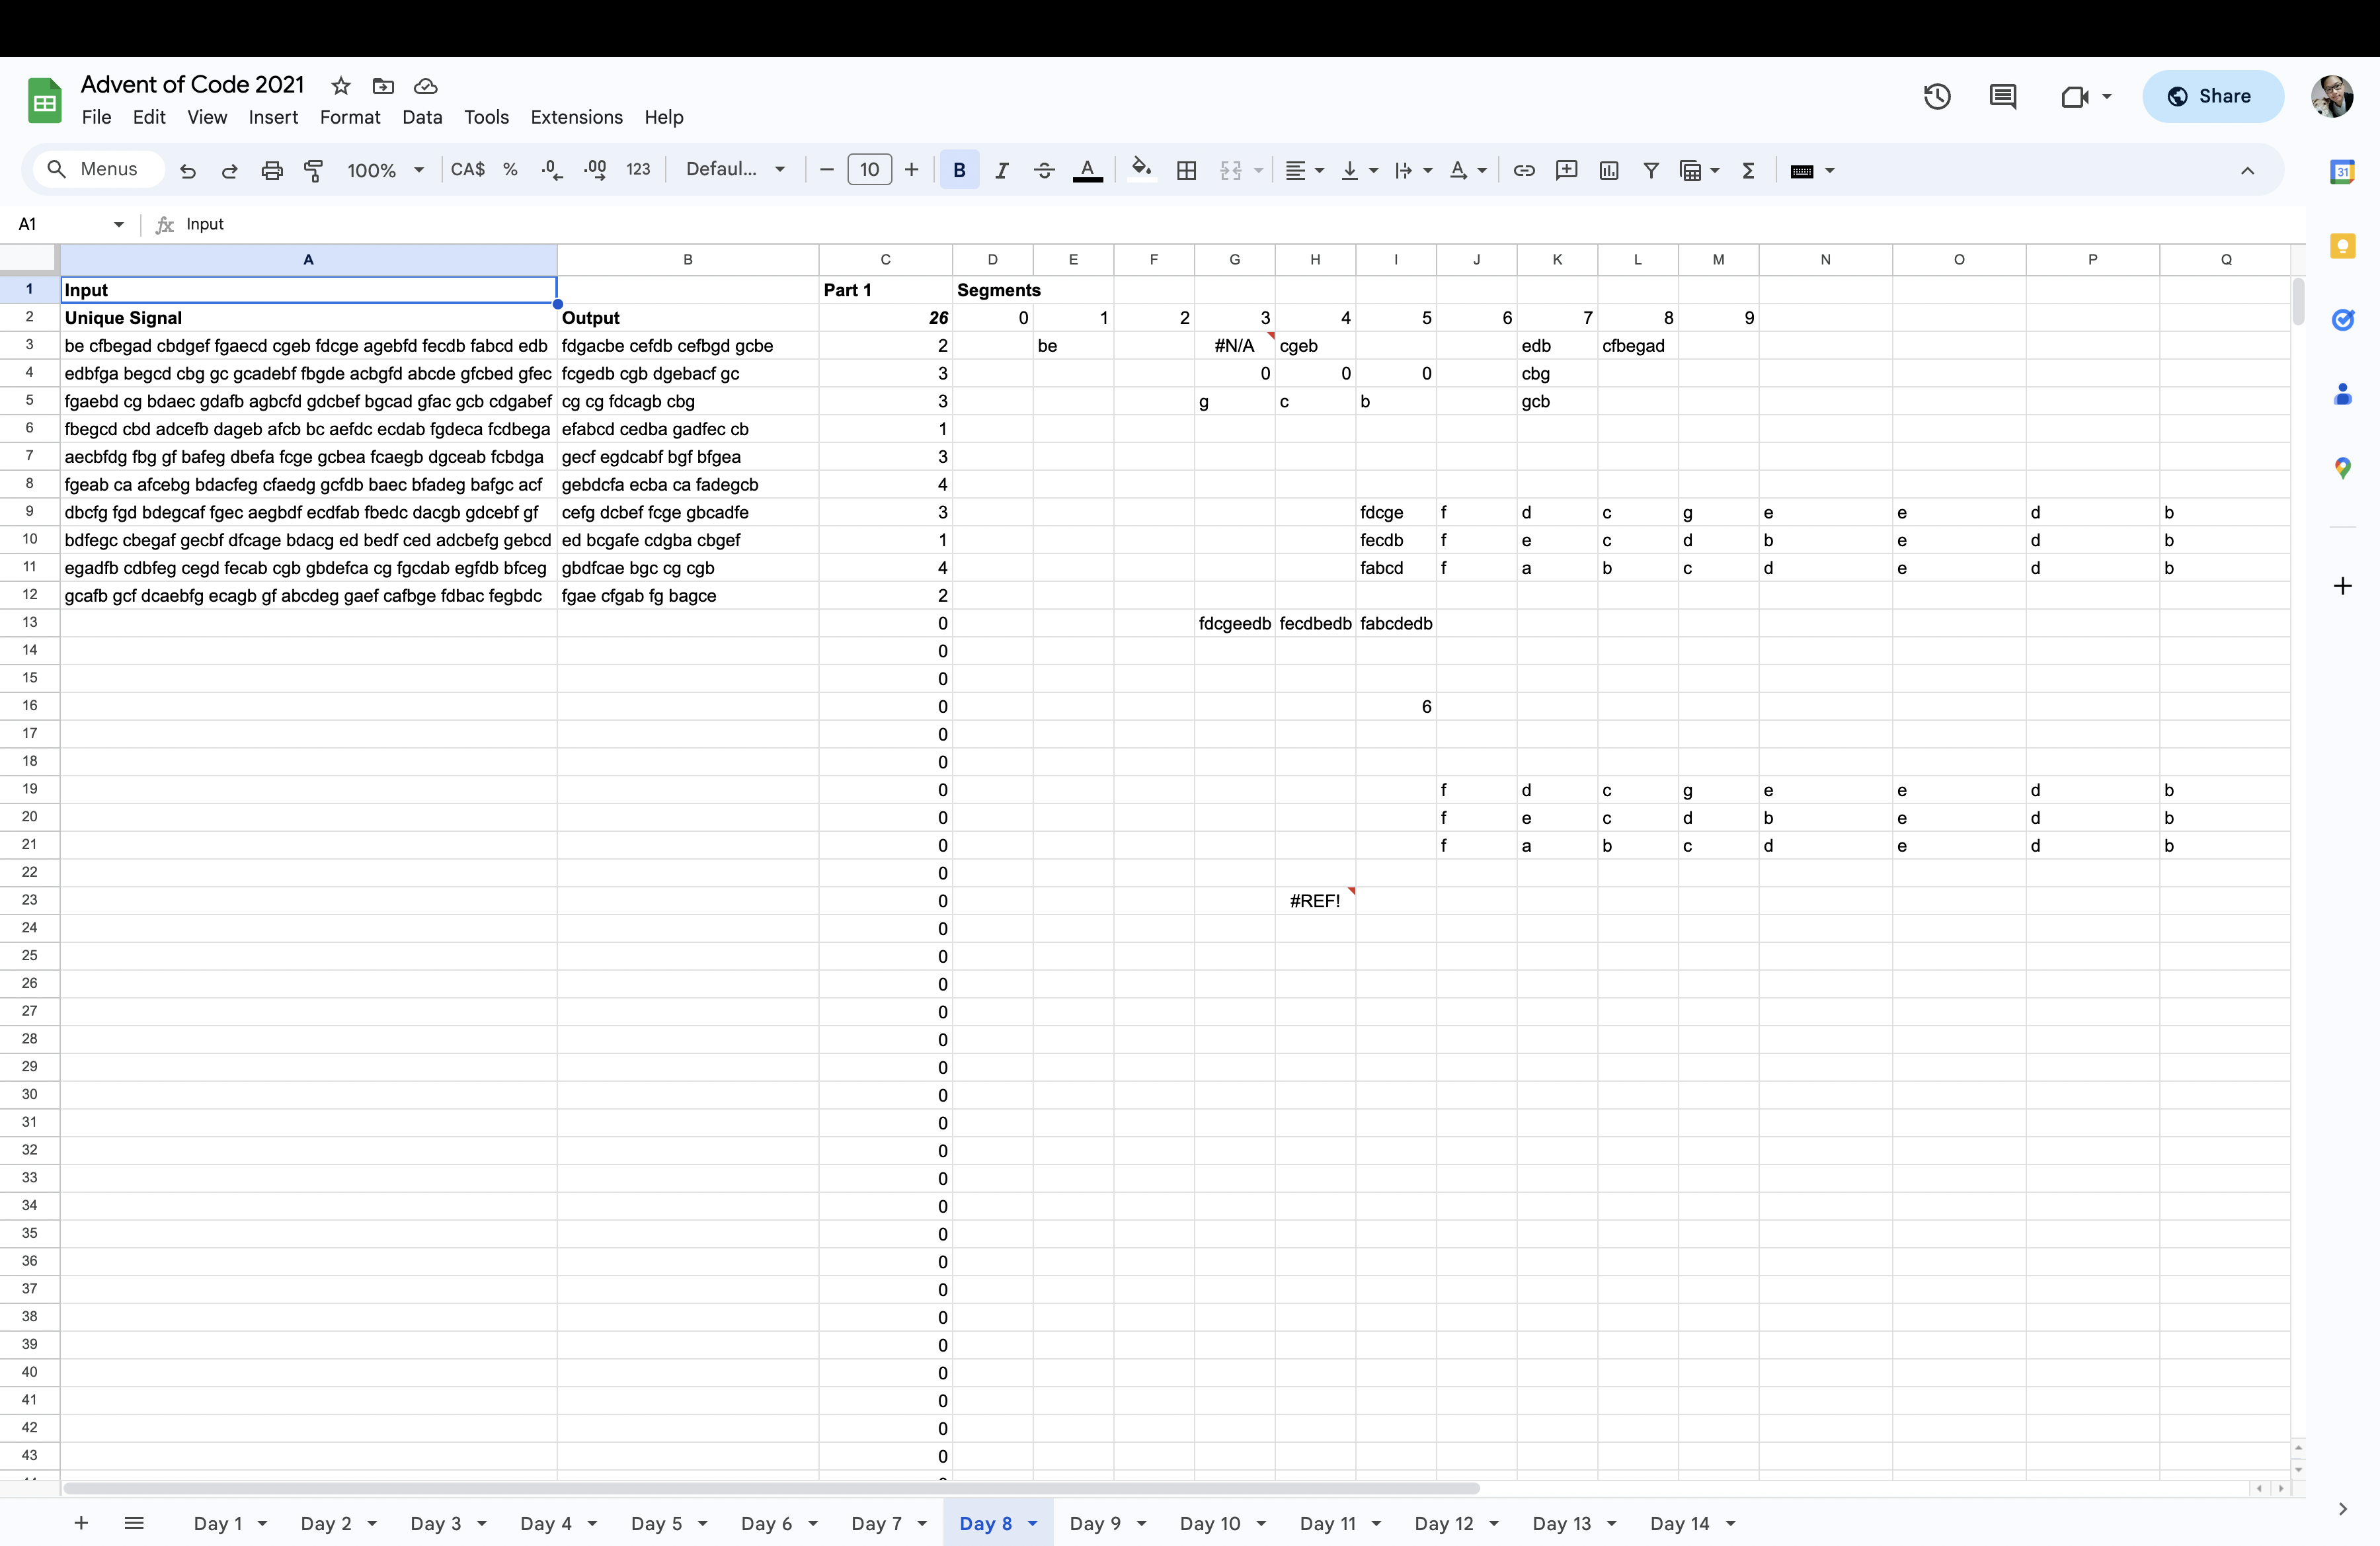 Advent of Code 2021
File Edit View Insert Format Data Tools Extensions Help
Share
Menus 100% CA$ % .0 .00 123 Defaul... 10 B I A A Σ
31
A1 fx Input
A B C D E F G H I J K L M N O P Q
1 Input Part 1 Segments
2 Unique Signal Output 26 0 1 2 3 4 5 6 7 8 9
3 be cfbegad cbdgef fgaecd cgeb fdcge agebfd fecdb fabcd edb fdgacbe cefdb cefbgd gcbe 2 be #N/A cgeb edb cfbegad
4 edbfga begcd cbg gc gcadebf fbgde acbgfd abcde gfcbed gfec fcgedb cgb dgebacf gc 3 0 0 0 cbg
5 fgaebd cg bdaec gdafb agbcfd gdcbef bgcad gfac gcb cdgabef cg cg fdcagb cbg 3 g c b gcb
6 fbegcd cbd adcefb dageb afcb bc aefdc ecdab fgdeca fcdbega efabcd cedba gadfec cb 1
7 aecbfdg fbg gf bafeg dbefa fcge gcbea fcaegb dgceab fcbdga gecf egdcabf bgf bfgea 3
8 fgeab ca afcebg bdacfeg cfaedg gcfdb baec bfadeg bafgc acf gebdcfa ecba ca fadegcb 4
9 dbcfg fgd bdegcaf fgec aegbdf ecdfab fbedc dacgb gdcebf gf cefg dcbef fcge gbcadfe 3 fdcge f d c g e e d b
10 bdfegc cbegaf gecbf dfcage bdacg ed bedf ced adcbefg gebcd ed bcgafe cdgba cbgef 1 fecdb f e c d b e d b
11 egadfb cdbfeg cegd fecab cgb gbdefca cg fgcdab egfdb bfceg gbdfcae bgc cg cgb 4 fabcd f a b c d e d b
12 gcafb gcf dcaebfg ecagb gf abcdeg gaef cafbge fdbac fegbdc fgae cfgab fg bagce 2
13 0 fdcgeedb fecdbedb fabcdedb
14 0
15 0
16 0 6
17 0
18 0
19 0 f d c g e e d b
20 0 f e c d b e d b
21 0 f a b c d e d b
22 0
23 0 #REF!
24 0
25 0
26 0
27 0
28 0
29 0
30 0
31 0
32 0
33 0
34 0
35 0
36 0
37 0
38 0
39 0
40 0
41 0
42 0
43 0
Day 1 Day 2 Day 3 Day 4 Day 5 Day 6 Day 7 Day 8 Day 9 Day 10 Day 11 Day 12 Day 13 Day 14